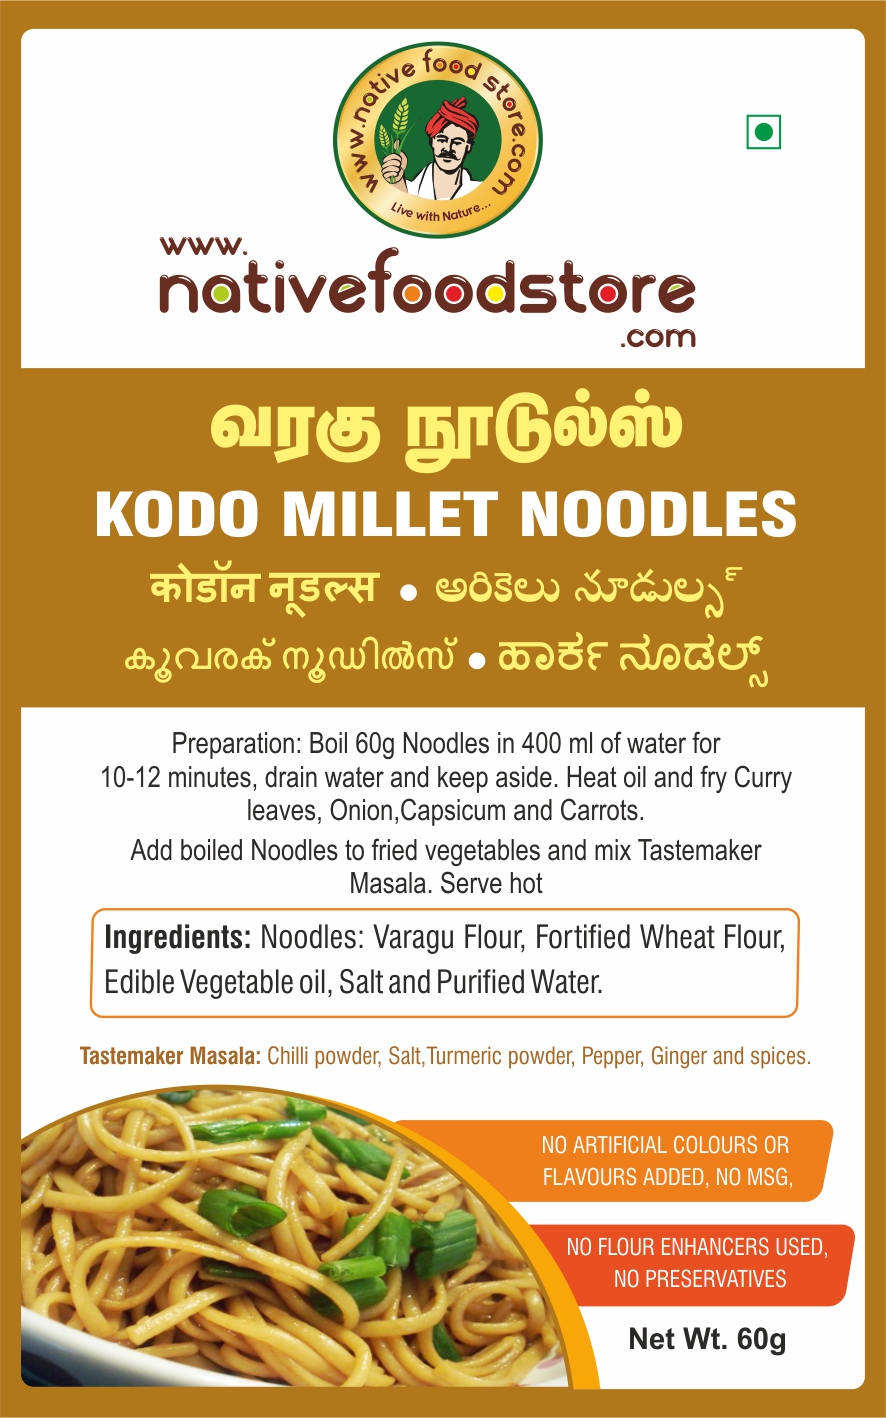 www.native food store.com
Live with Nature...
www.
nativefoodstore
.com
வரகு நூடுல்ஸ்
KODO MILLET NOODLES
कोडॉन नूडल्स • అరికెలు నూడుల్స్
കൂവരക് നൂഡിൽസ് • ಹಾರ್ಕ ನೂಡಲ್ಸ್
Preparation: Boil 60g Noodles in 400 ml of water for
10-12 minutes, drain water and keep aside. Heat oil and fry Curry
leaves, Onion,Capsicum and Carrots.
Add boiled Noodles to fried vegetables and mix Tastemaker
Masala. Serve hot
Ingredients: Noodles: Varagu Flour, Fortified Wheat Flour,
Edible Vegetable oil, Salt and Purified Water.
Tastemaker Masala: Chilli powder, Salt,Turmeric powder, Pepper, Ginger and spices.
NO ARTIFICIAL COLOURS OR
FLAVOURS ADDED, NO MSG,
NO FLOUR ENHANCERS USED,
NO PRESERVATIVES
Net Wt. 60g